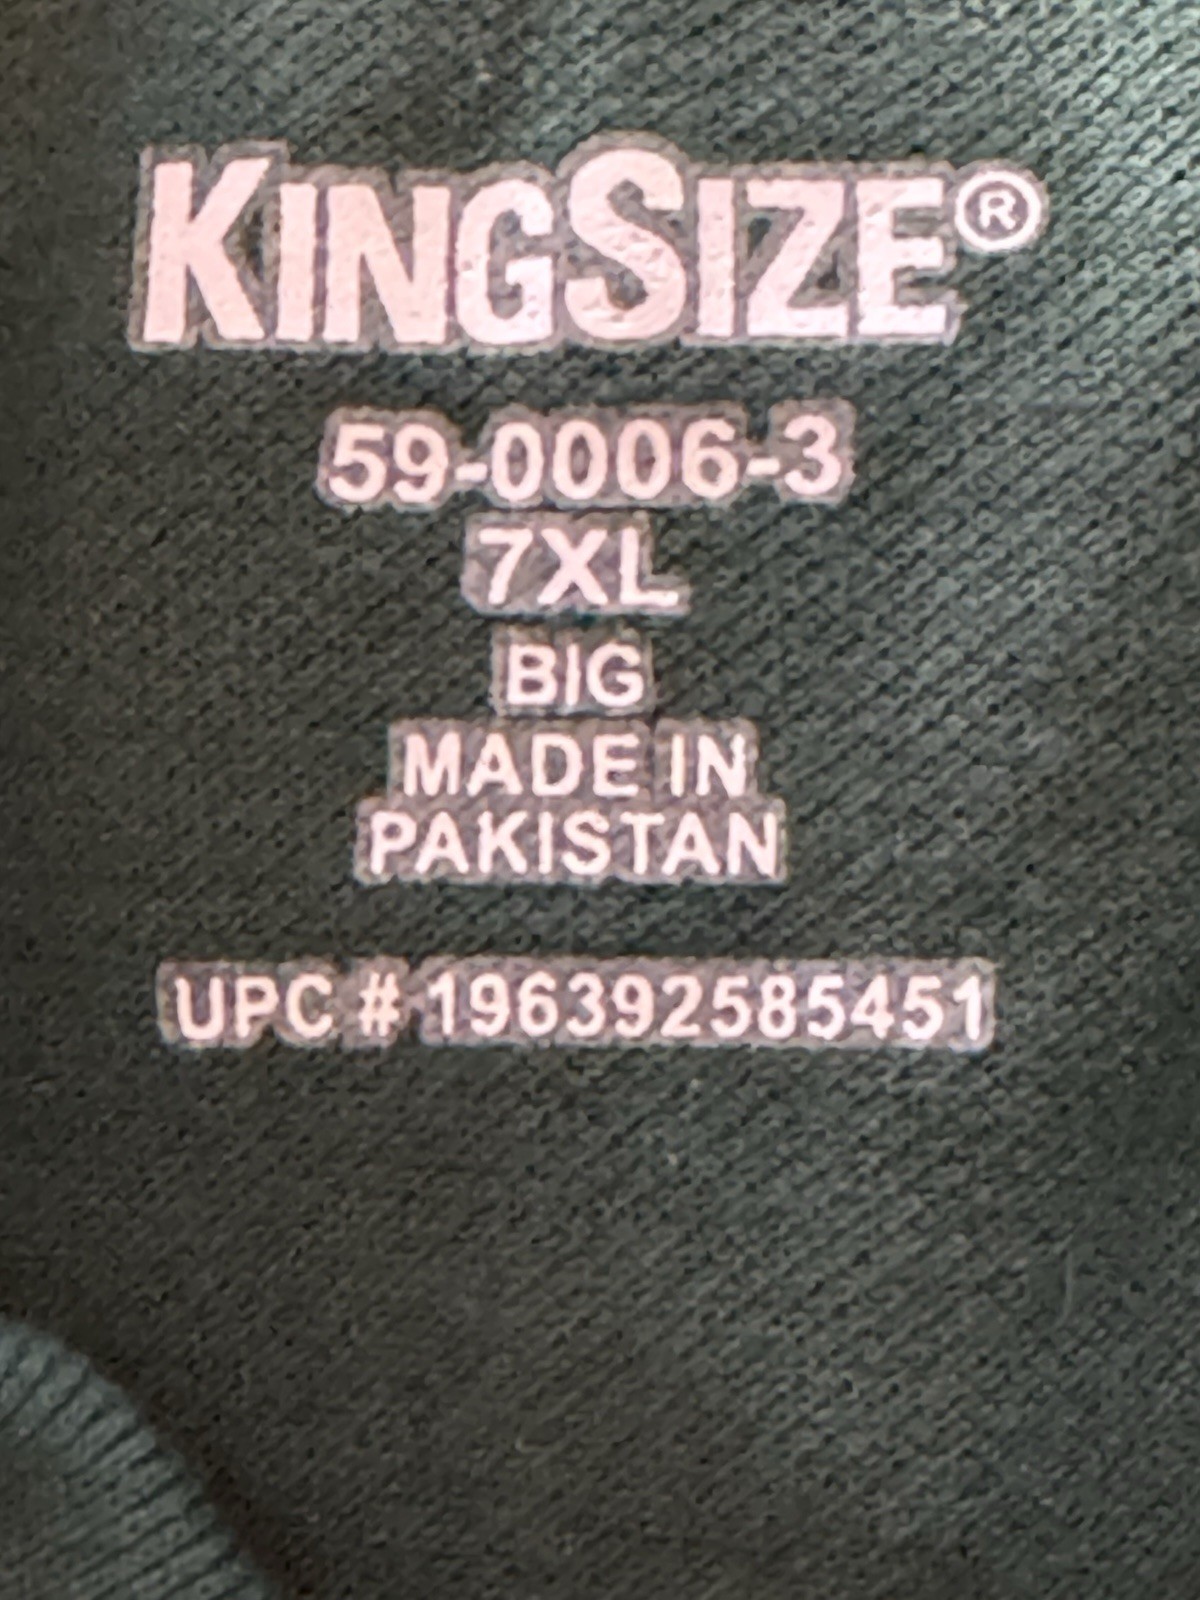 KINGSIZE®
59-0006-3
7XL
BIG
MADE IN
PAKISTAN
UPC # 196392585451